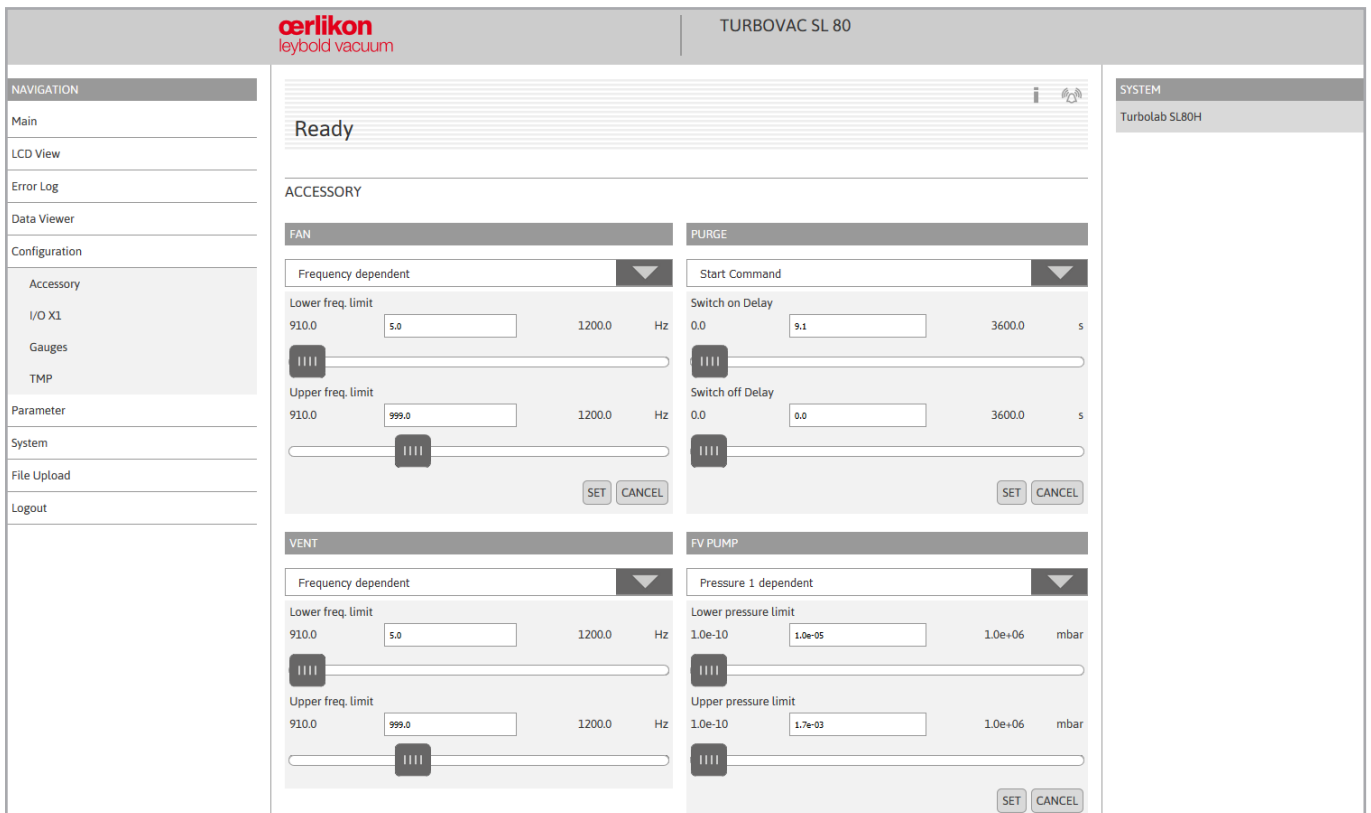 œrlikon
leybold vacuum
TURBOVAC SL 80
NAVIGATION
Main
LCD View
Error Log
Data Viewer
Configuration
Accessory
I/O X1
Gauges
TMP
Parameter
System
File Upload
Logout
Ready
ACCESSORY
FAN
Frequency dependent
Lower freq. limit
910.0 5.0 1200.0 Hz
Upper freq. limit
910.0 999.0 1200.0 Hz
SET CANCEL
PURGE
Start Command
Switch on Delay
0.0 9.1 3600.0 s
Switch off Delay
0.0 0.0 3600.0 s
SET CANCEL
VENT
Frequency dependent
Lower freq. limit
910.0 5.0 1200.0 Hz
Upper freq. limit
910.0 999.0 1200.0 Hz
FV PUMP
Pressure 1 dependent
Lower pressure limit
1.0e-10 1.0e-05 1.0e+06 mbar
Upper pressure limit
1.0e-10 1.7e-03 1.0e+06 mbar
SET CANCEL
SYSTEM
Turbolab SL80H